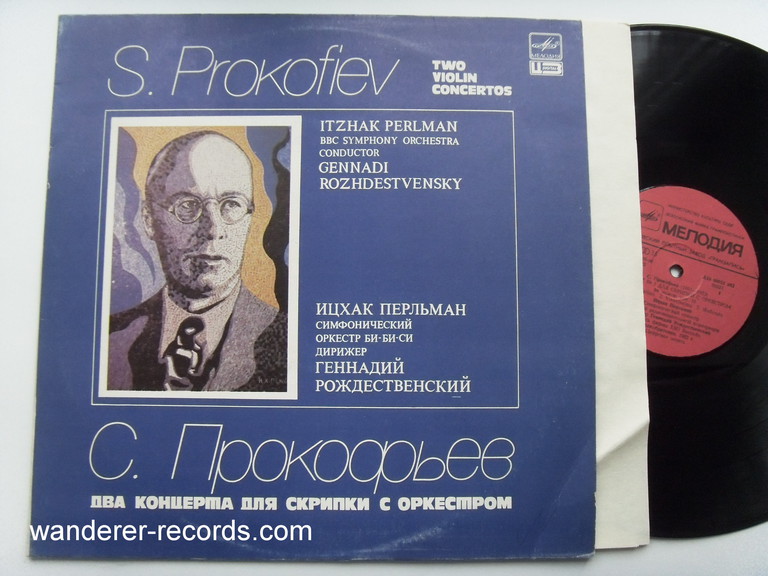 S. Prokofiev
TWO
VIOLIN
CONCERTOS
МЕЛОДИЯ
ITZHAK PERLMAN
BBC SYMPHONY ORCHESTRA
CONDUCTOR
GENNADI
ROZHDESTVENSKY
ИЦХАК ПЕРЛЬМАН
СИМФОНИЧЕСКИЙ
ОРКЕСТР БИ-БИ-СИ
ДИРИЖЕР
ГЕННАДИЙ
РОЖДЕСТВЕНСКИЙ
С. Прокофьев
ДВА КОНЦЕРТА ДЛЯ СКРИПКИ С ОРКЕСТРОМ
wanderer-records.com
МЕЛОДИЯ